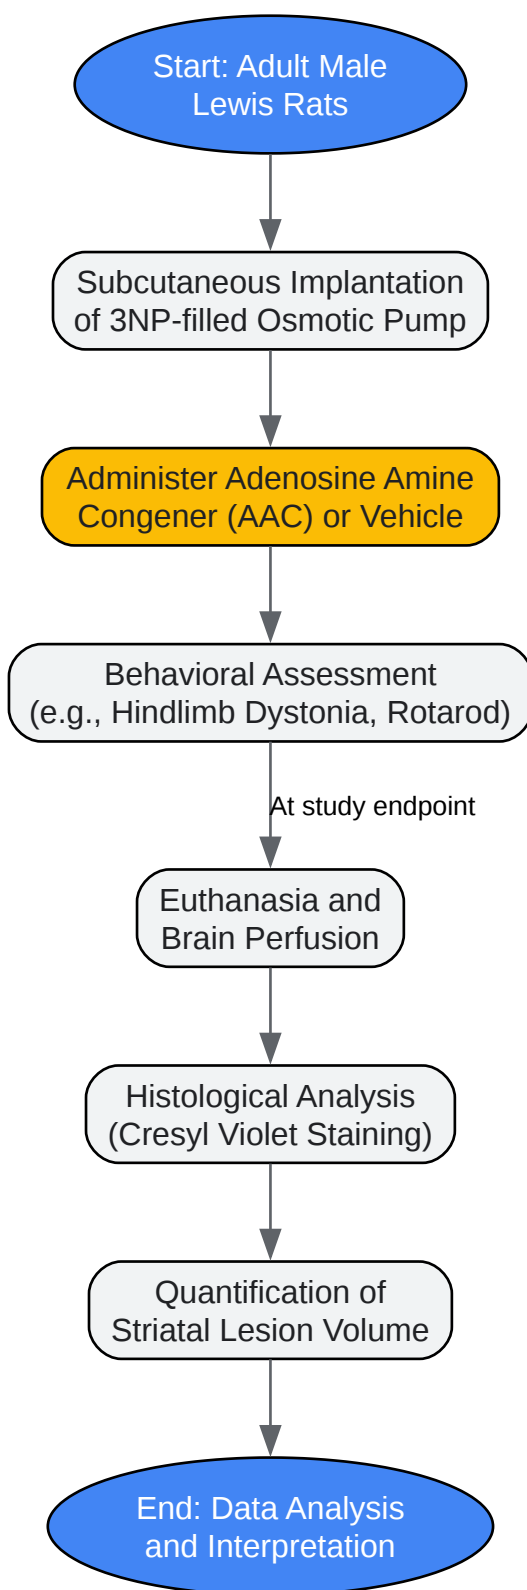 Start: Adult Male
Lewis Rats
Subcutaneous Implantation
of 3NP-filled Osmotic Pump
Administer Adenosine Amine
Congener (AAC) or Vehicle
Behavioral Assessment
(e.g., Hindlimb Dystonia, Rotarod)
At study endpoint
Euthanasia and
Brain Perfusion
Histological Analysis
(Cresyl Violet Staining)
Quantification of
Striatal Lesion Volume
End: Data Analysis
and Interpretation